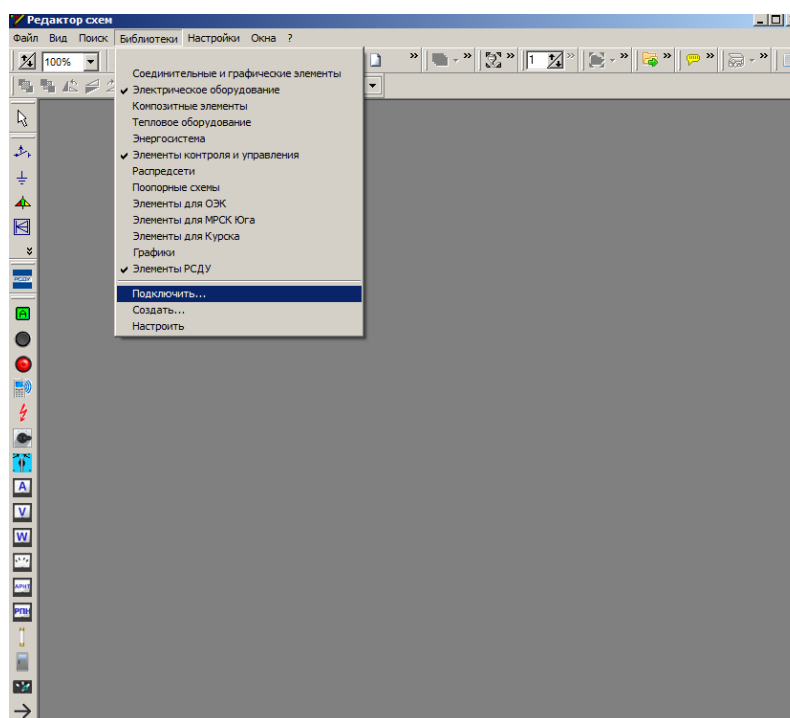 Редактор схем
Файл Вид Поиск Библиотеки Настройки Окна ?
100%
1
Соединительные и графические элементы
Электрическое оборудование
Композитные элементы
Тепловое оборудование
Энергосистема
Элементы контроля и управления
Распредсети
Поопорные схемы
Элементы для ОЭК
Элементы для МРСК Юга
Элементы для Курска
Графики
Элементы РСДУ
Подключить...
Создать...
Настроить
РСДУ
A
A
V
W
АРНТ
РПН